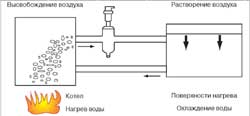 Высвобождение воздуха
Растворение воздуха
Котел
Нагрев воды
Поверхности нагрева
Охлаждение воды